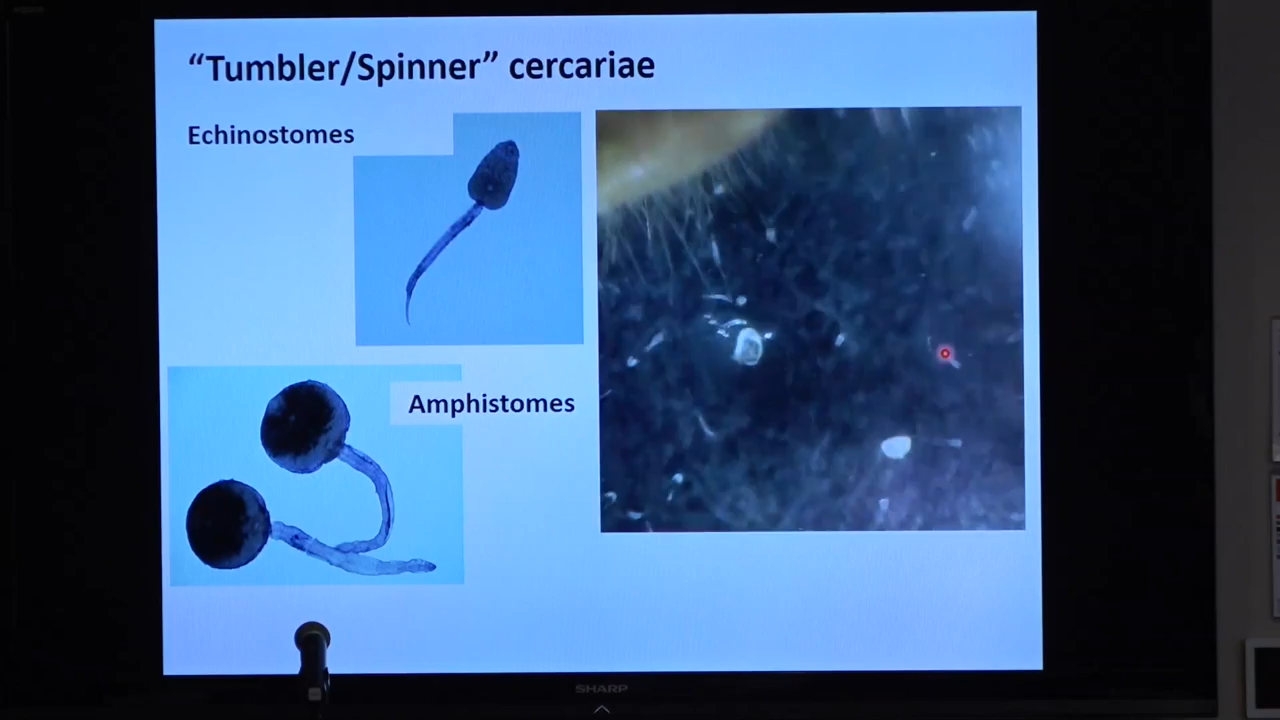 “Tumbler/Spinner” cercariae
Echinostomes
Amphistomes
SHARP